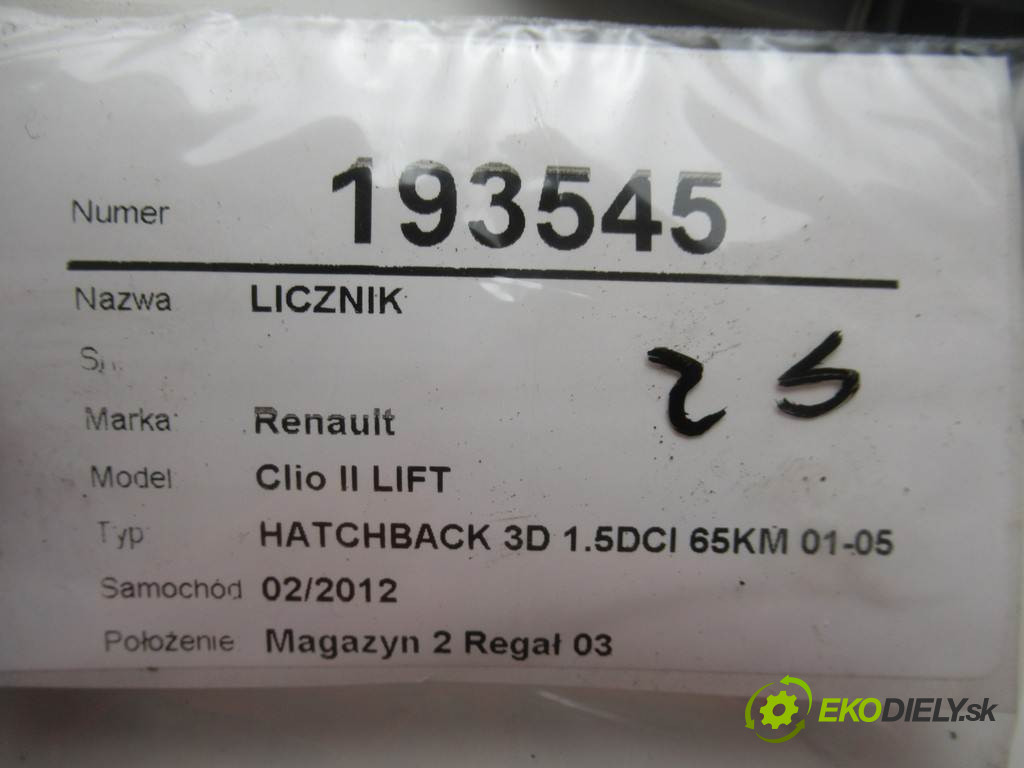 Numer 193545
Nazwa LICZNIK
Marka: Renault
Model: Clio II LIFT
Typ HATCHBACK 3D 1.5DCI 65KM 01-05
Samochód 02/2012
Położenie: Magazyn 2 Regał 03
EKODIELY.sk